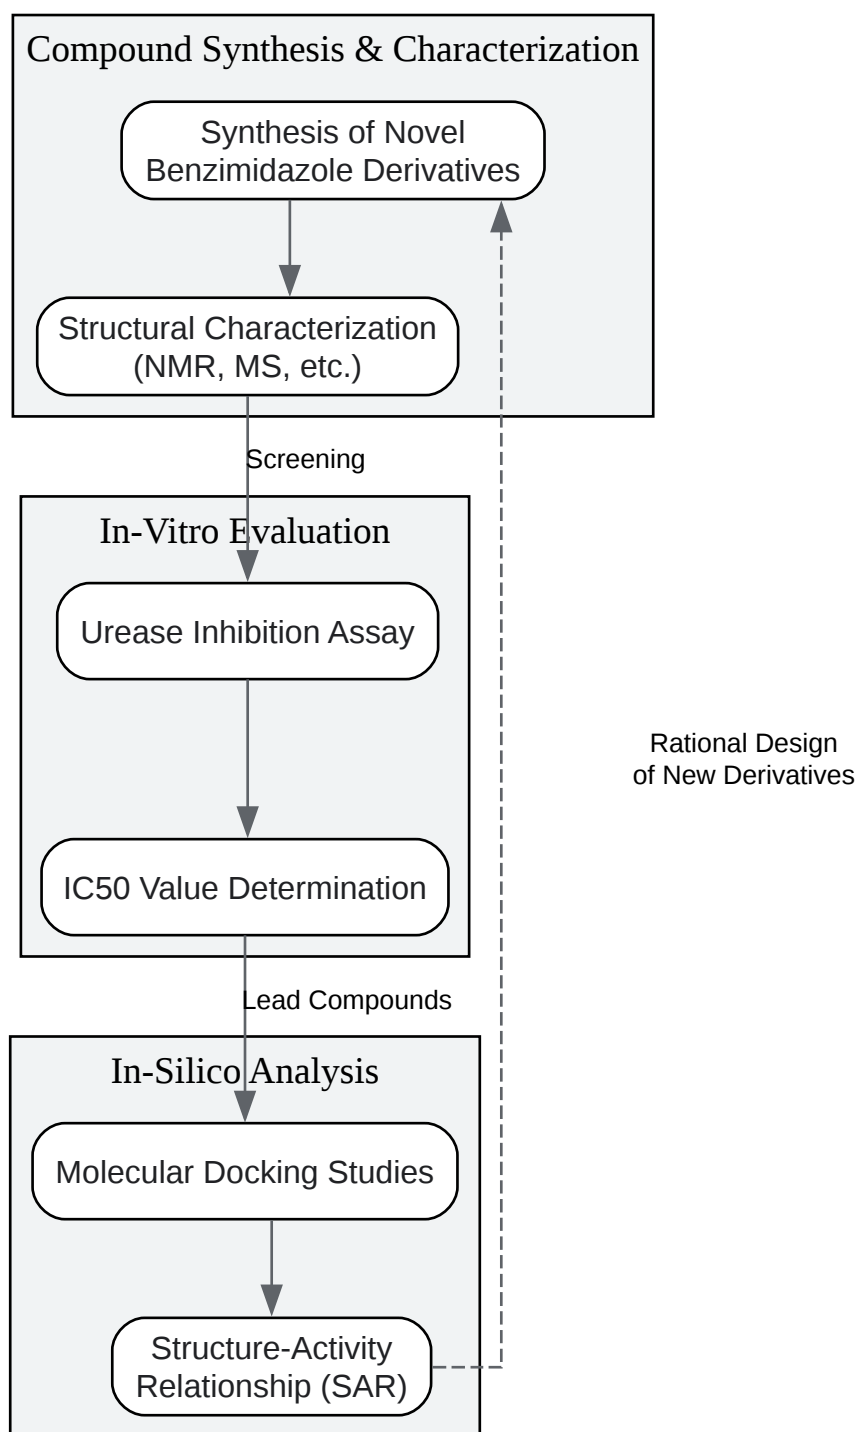 Compound Synthesis & Characterization
Synthesis of Novel
Benzimidazole Derivatives
Structural Characterization
(NMR, MS, etc.)
Screening
In-Vitro Evaluation
Urease Inhibition Assay
Rational Design
of New Derivatives
IC50 Value Determination
Lead Compounds
In-Silico Analysis
Molecular Docking Studies
Structure-Activity
Relationship (SAR)